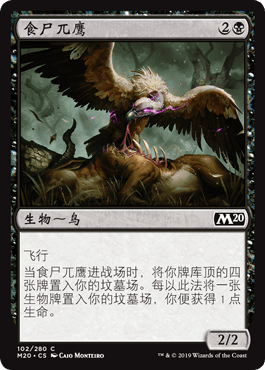 食尸兀鹰 2
生物～鸟 M20
飞行
当食尸兀鹰进战场时，将你牌库顶的四
张牌置入你的坟墓场。每以此法将一张
生物牌置入你的坟墓场，你便获得1点
生命。
2/2
102/280 C
M20 • CS CAIO MONTEIRO ™ & © 2019 Wizards of the Coast